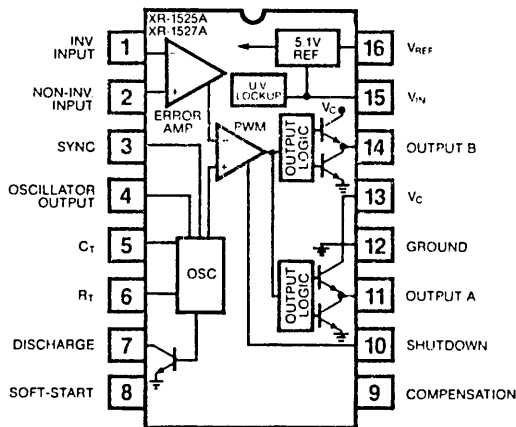 XR-1525A
XR-1527A
INV
INPUT
1
NON-INV.
INPUT
2
ERROR
AMP
SYNC
3
OSCILLATOR
OUTPUT
4
CT
5
RT
6
DISCHARGE
7
SOFT-START
8
OSC
PWM
5.1V
REF
U.V.
LOCKUP
VC
OUTPUT
LOGIC
OUTPUT
LOGIC
16
VREF
15
VIN
14
OUTPUT B
13
VC
12
GROUND
11
OUTPUT A
10
SHUTDOWN
9
COMPENSATION